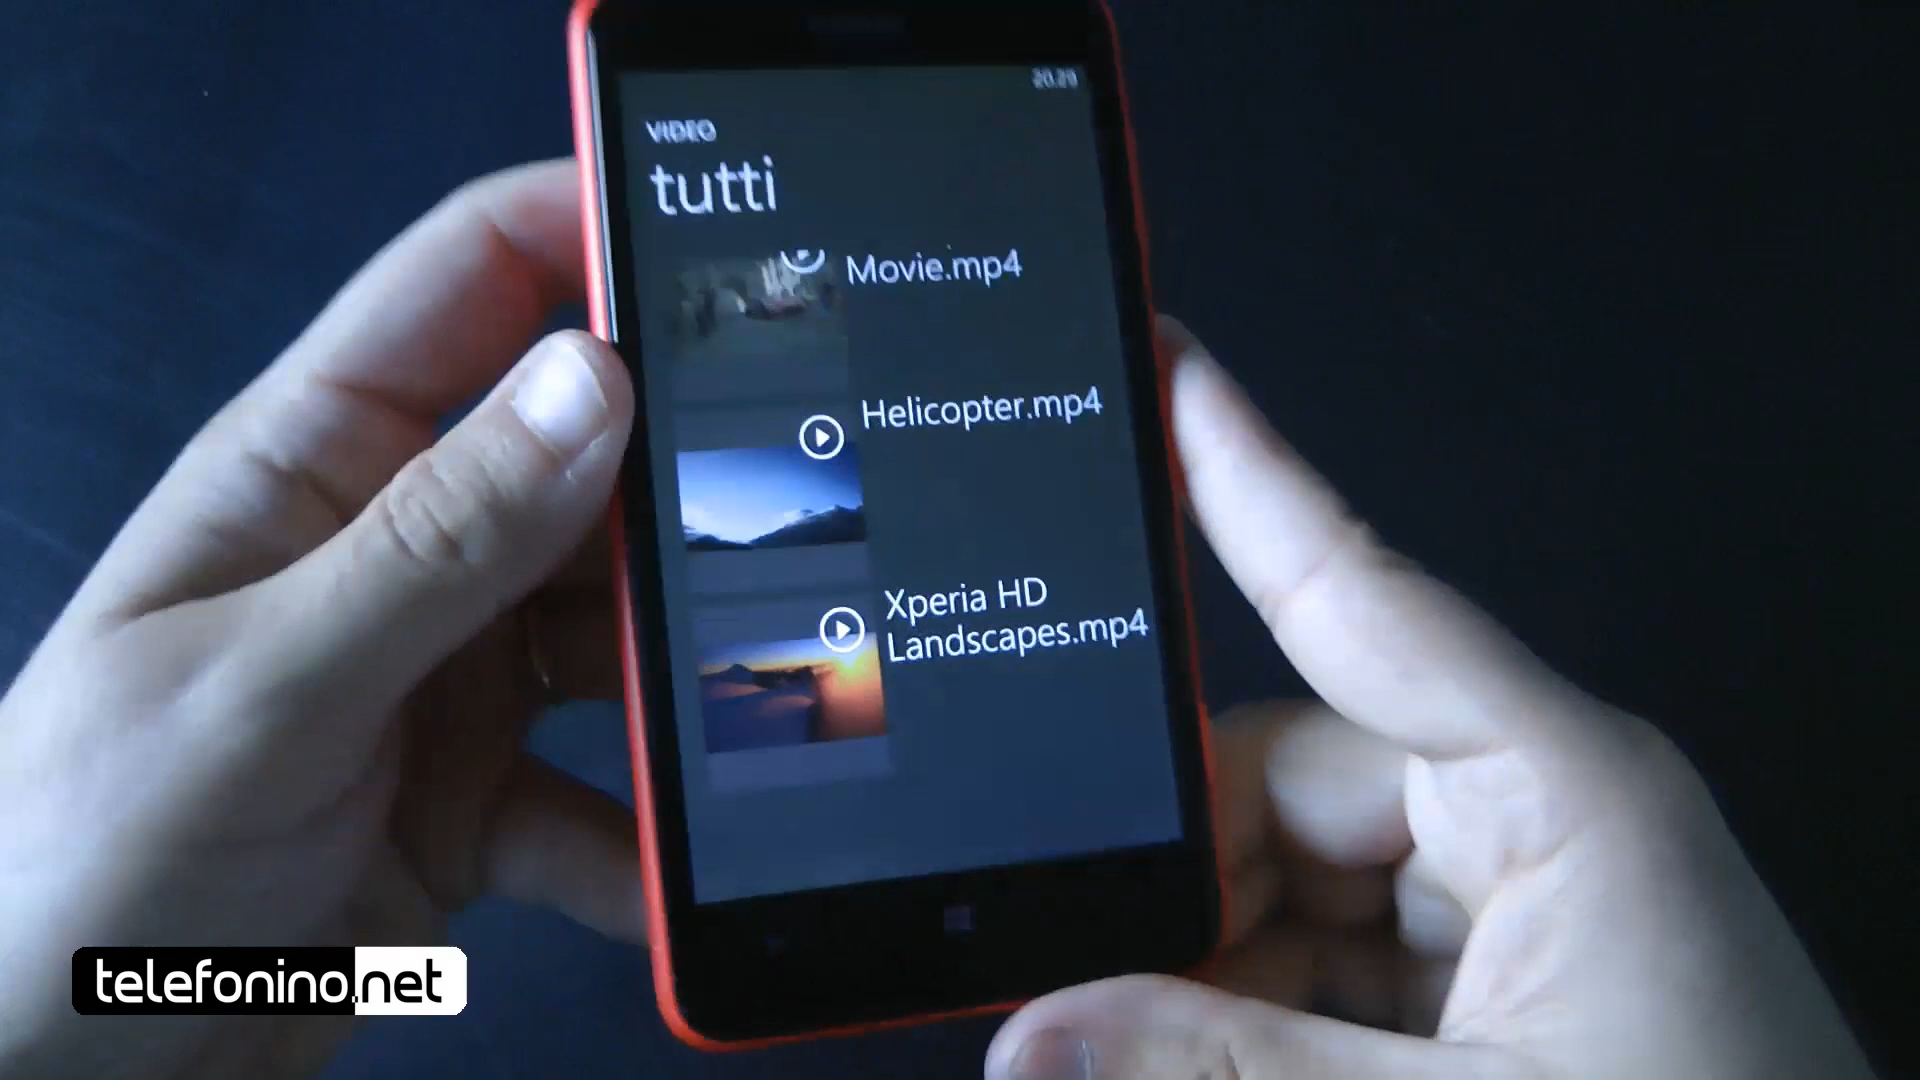 20:29
VIDEO
tutti
Movie.mp4
Helicopter.mp4
Xperia HD
Landscapes.mp4
telefonino.net